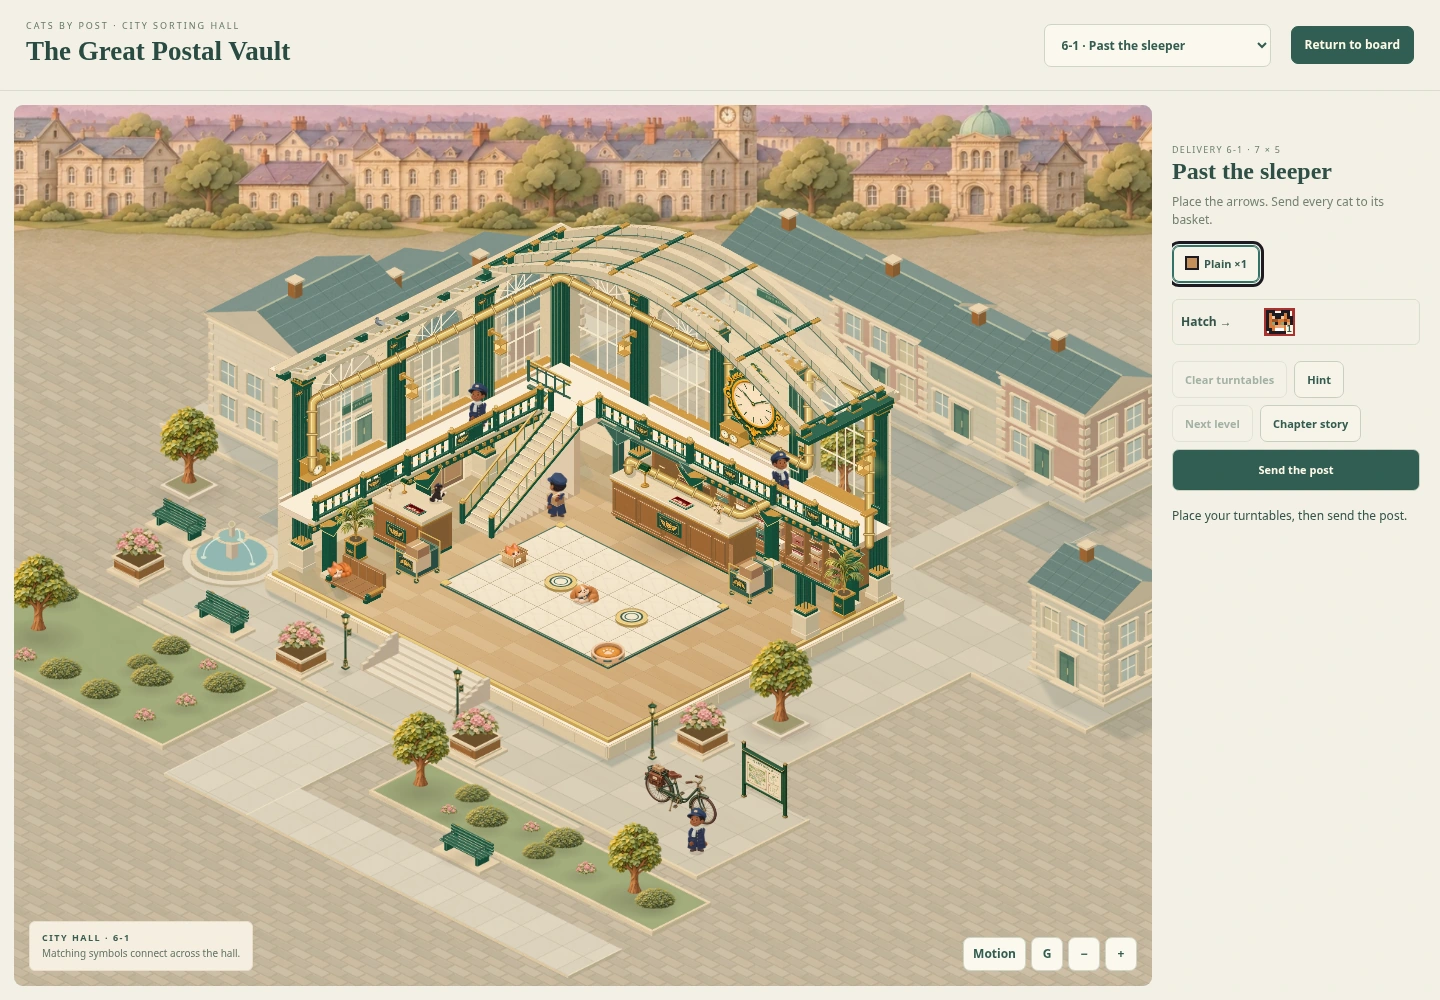 CATS BY POST · CITY SORTING HALL
The Great Postal Vault
6-1 · Past the sleeper
Return to board
DELIVERY 6-1 · 7 × 5
Past the sleeper
Place the arrows. Send every cat to its
basket.
Plain ×1
Hatch →
1
Clear turntables
Hint
Next level
Chapter story
Send the post
Place your turntables, then send the post.
CITY HALL · 6-1
Matching symbols connect across the hall.
Motion
G
−
+